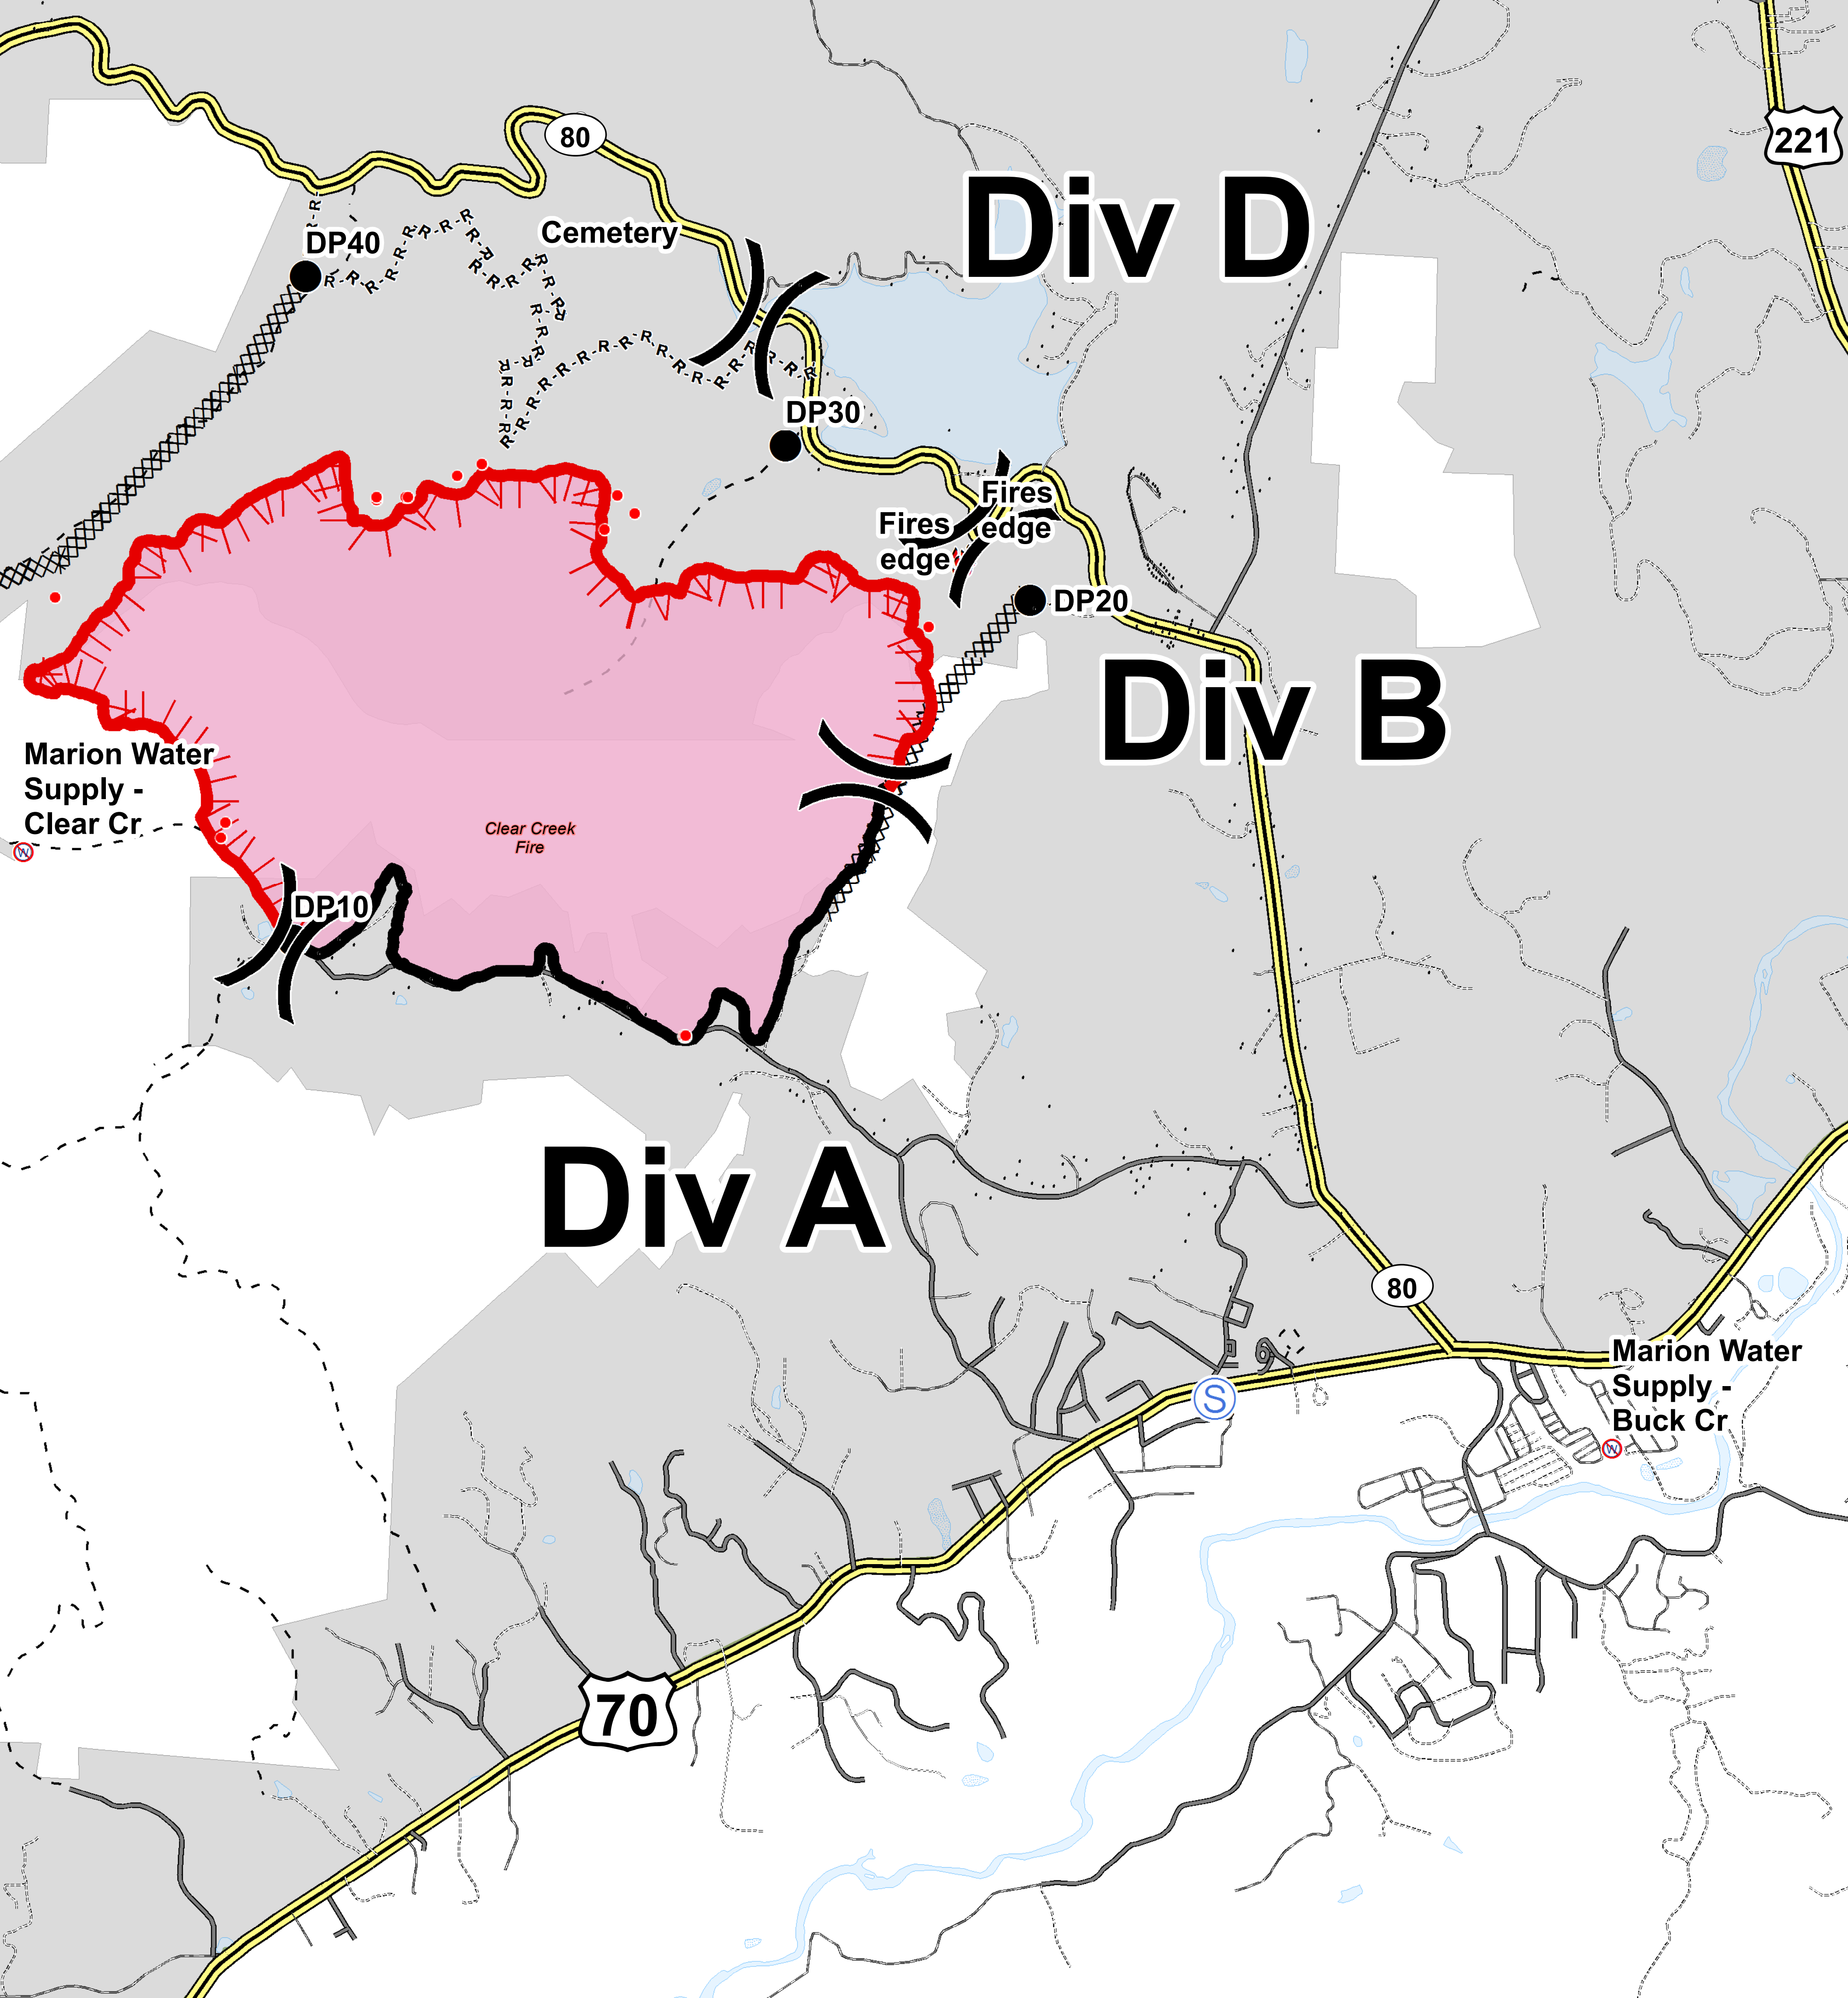 80
221
Div D
Cemetery
DP40
DP30
Fires
edge
Fires
edge
DP20
Div B
Marion Water
Supply -
Clear Cr
W
Clear Creek
Fire
DP10
Div A
80
Marion Water
Supply -
Buck Cr
W
S
70
R-R
R-R-R-R-R-R-R-R